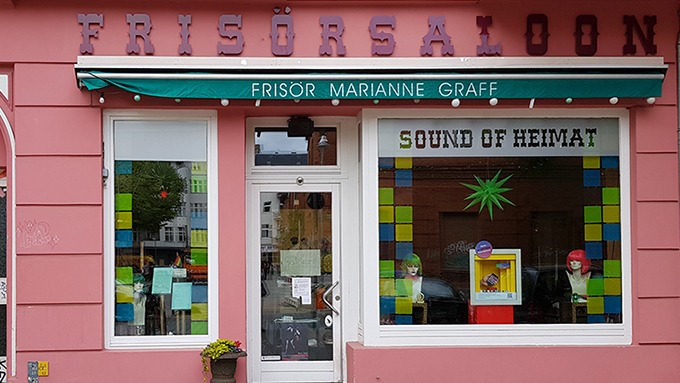 FRISÖRSALOON
FRISÖR MARIANNE GRAFF
SOUND OF HEIMAT